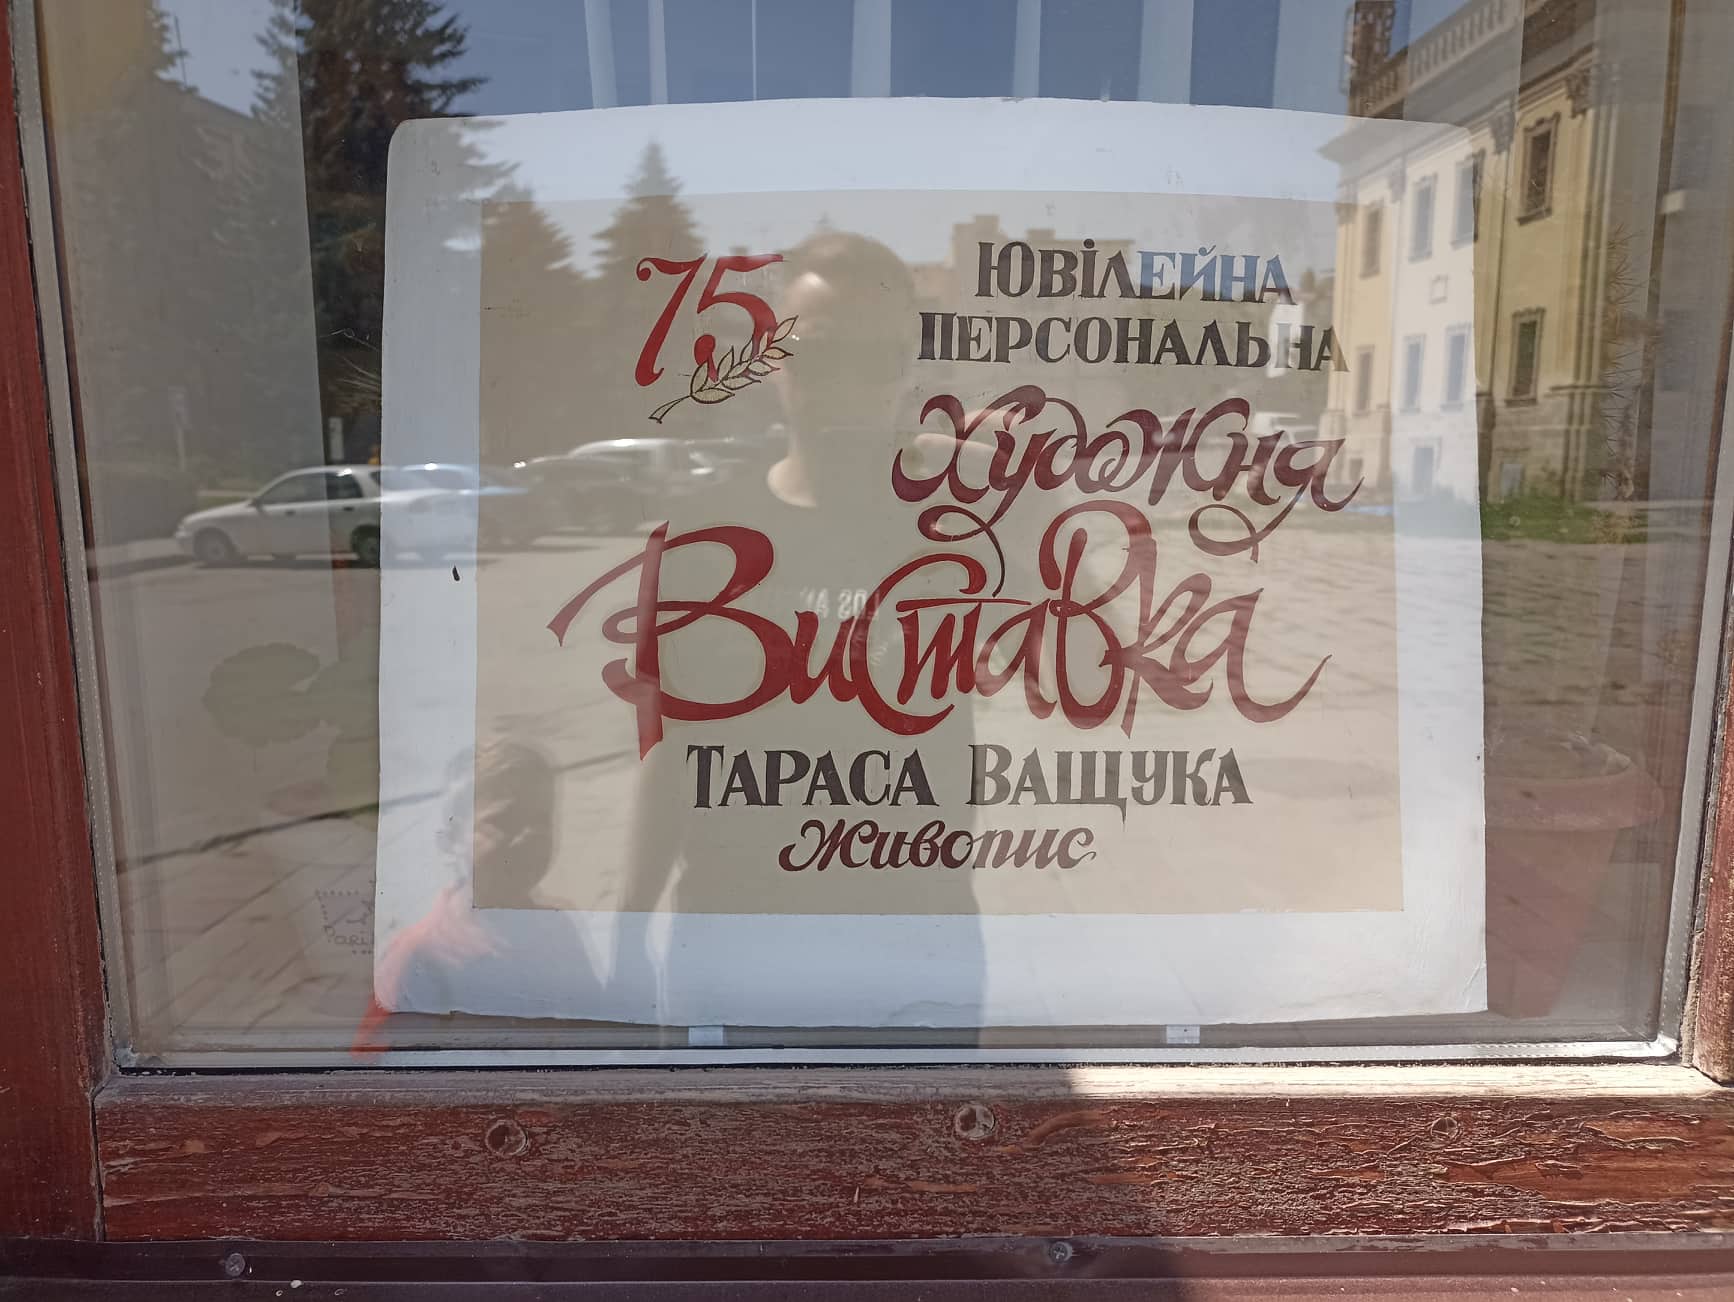 75
ЮВІЛЕЙНА
ПЕРСОНАЛЬНА
Художня
Виставка
ТАРАСА ВАЩУКА
Живопис